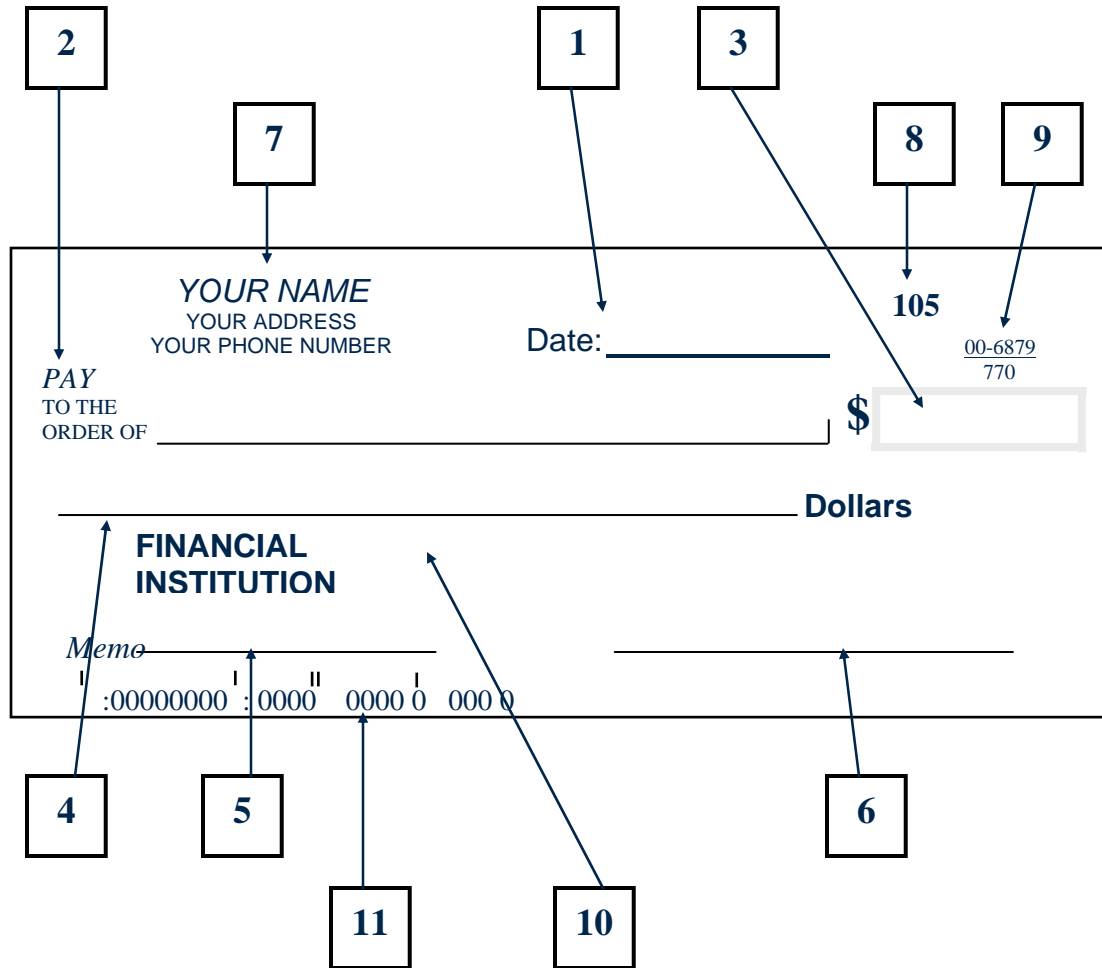 2
1
3
7
8
9
YOUR NAME
YOUR ADDRESS
YOUR PHONE NUMBER
Date:
105
00-6879
770
PAY
TO THE
ORDER OF
$
Dollars
FINANCIAL
INSTITUTION
Memo
:00000000 : 0000 0000 0 000 0
4
5
6
11
10